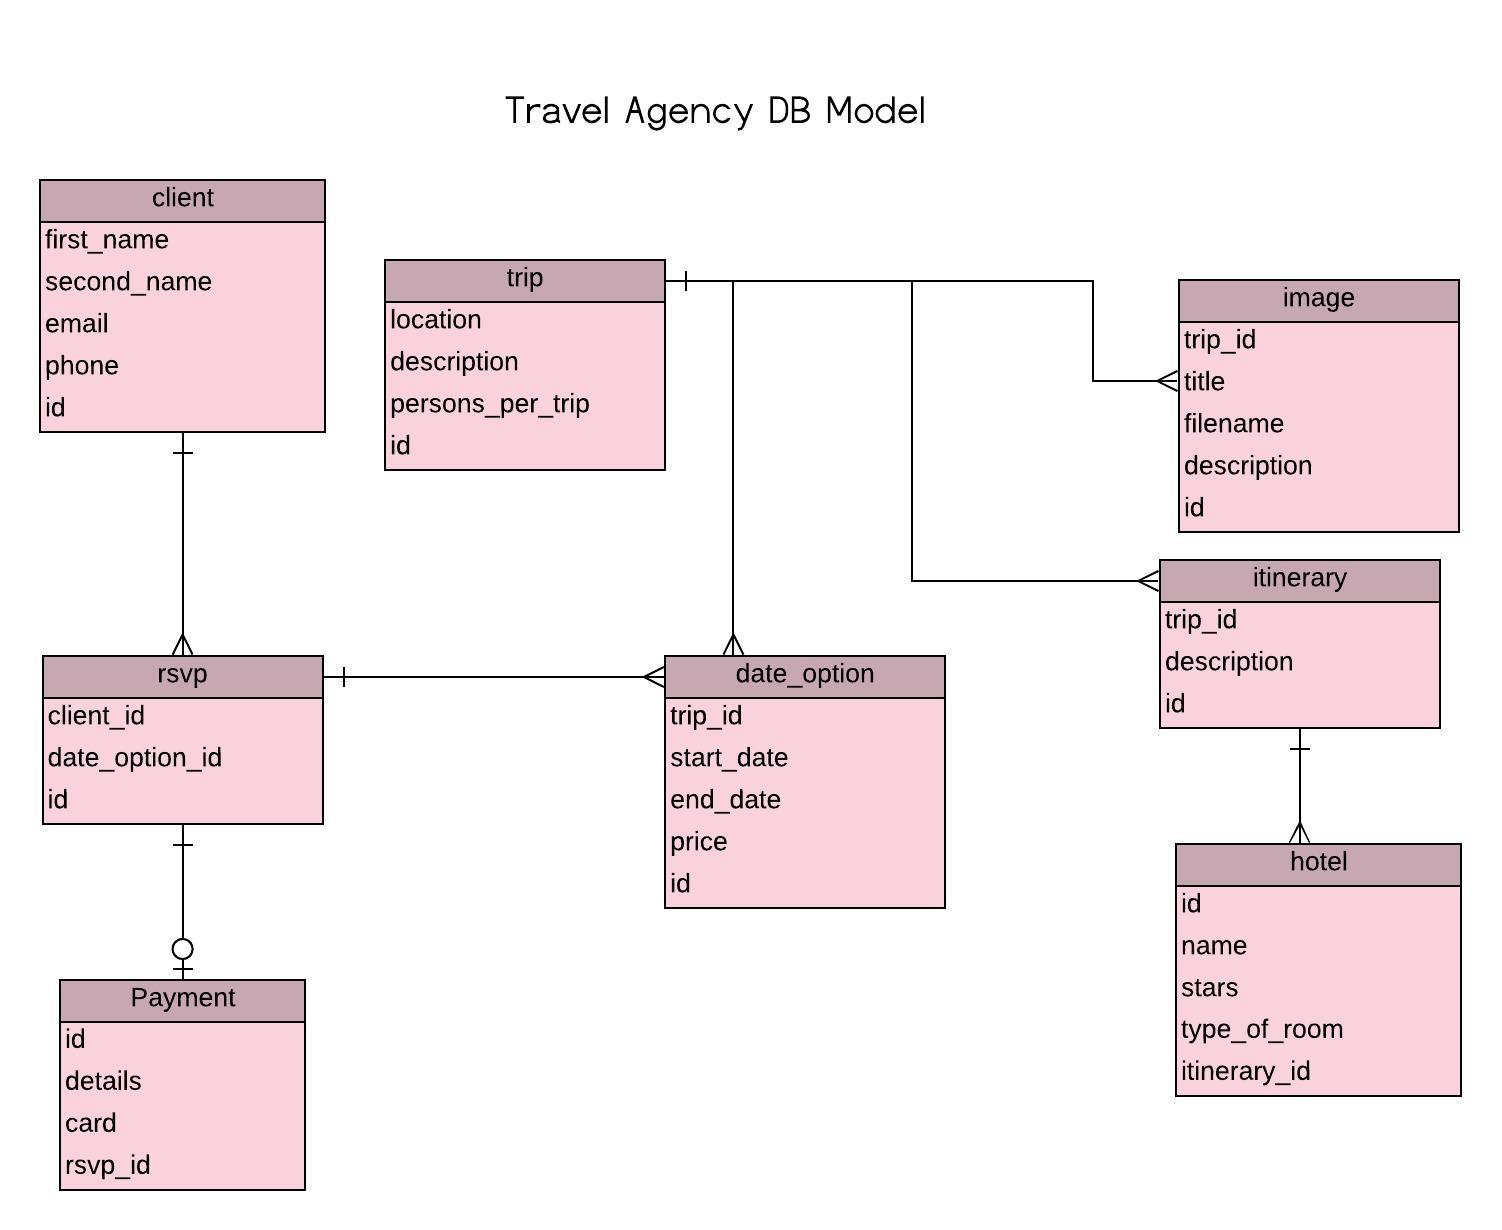 Travel Agency DB Model
client
first_name
second_name
email
phone
id
trip
location
description
persons_per_trip
id
image
trip_id
title
filename
description
id
itinerary
trip_id
description
id
rsvp
client_id
date_option_id
id
date_option
trip_id
start_date
end_date
price
id
hotel
id
name
stars
type_of_room
itinerary_id
Payment
id
details
card
rsvp_id